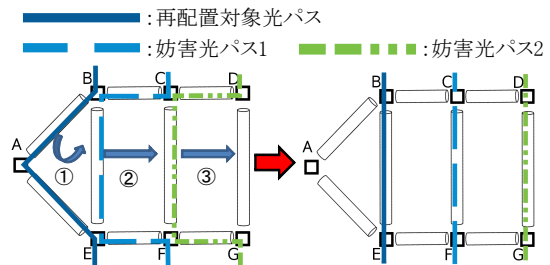 :再配置対象光パス
:妨害光パス1 :妨害光パス2
B C D B C D
A A
① ② ③
E F G E F G